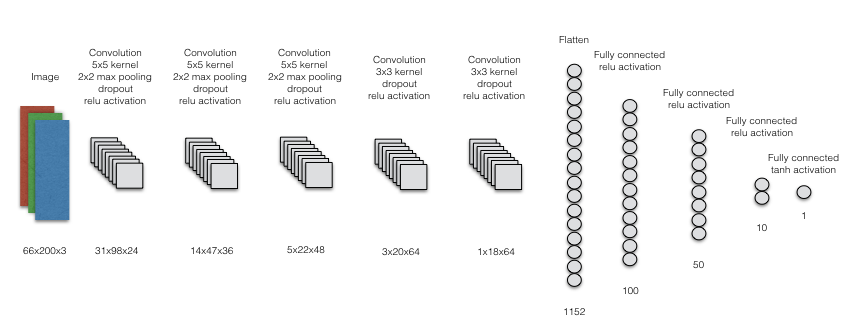 Image
66x200x3
Convolution
5x5 kernel
2x2 max pooling
dropout
relu activation
31x98x24
Convolution
5x5 kernel
2x2 max pooling
dropout
relu activation
14x47x36
Convolution
5x5 kernel
2x2 max pooling
dropout
relu activation
5x22x48
Convolution
3x3 kernel
dropout
relu activation
3x20x64
Convolution
3x3 kernel
dropout
relu activation
1x18x64
Flatten
1152
Fully connected
relu activation
100
Fully connected
relu activation
50
Fully connected
relu activation
10
Fully connected
tanh activation
1